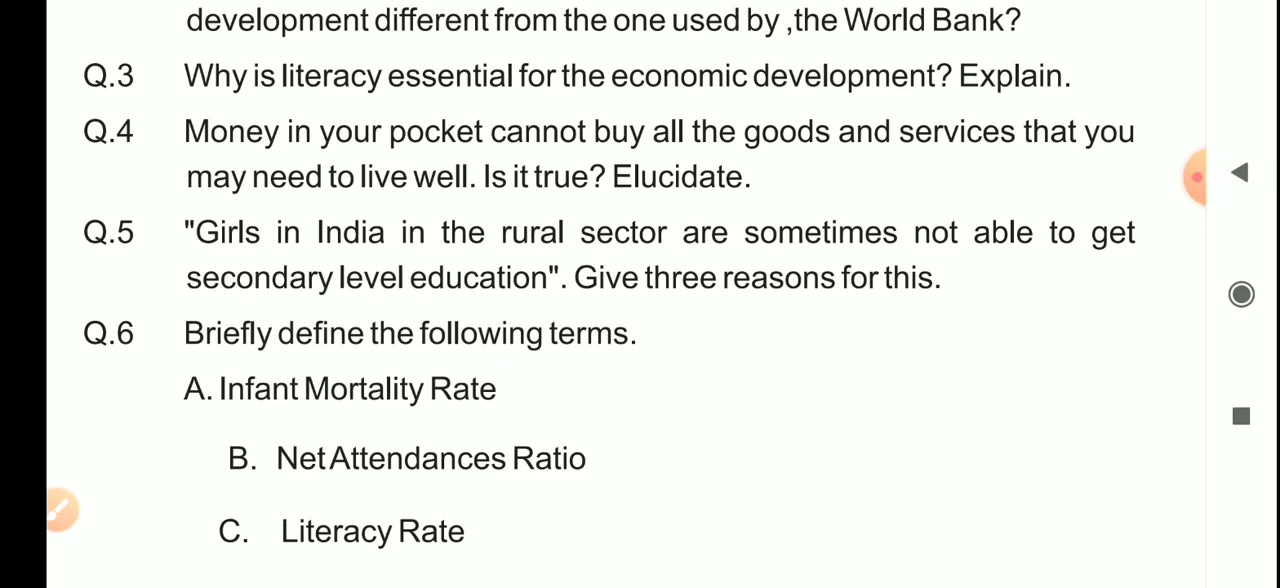 development different from the one used by ,the World Bank?
Q.3 Why is literacy essential for the economic development? Explain.
Q.4 Money in your pocket cannot buy all the goods and services that you
may need to live well. Is it true? Elucidate.
Q.5 "Girls in India in the rural sector are sometimes not able to get
secondary level education". Give three reasons for this.
Q.6 Briefly define the following terms.
A. Infant Mortality Rate
B. Net Attendances Ratio
C. Literacy Rate